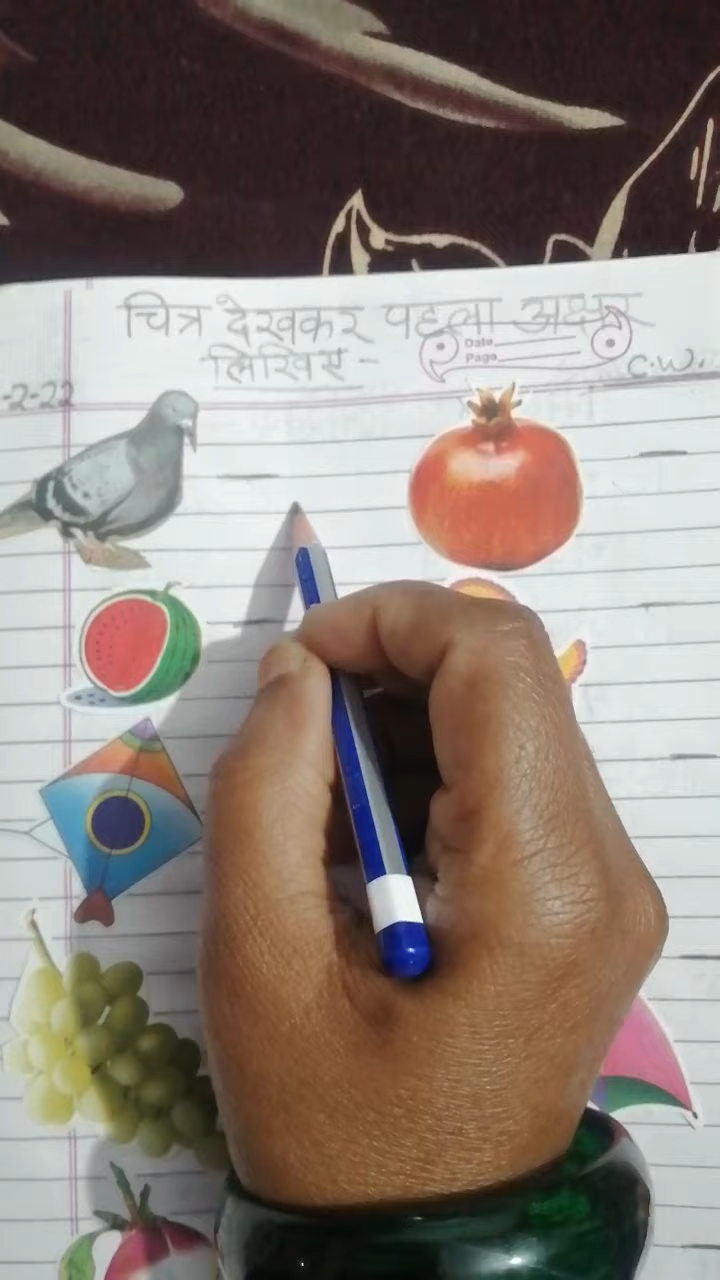 चित्र देखकर पहला अक्षर
लिखिए -
Date
Page
C.W.
-2-22